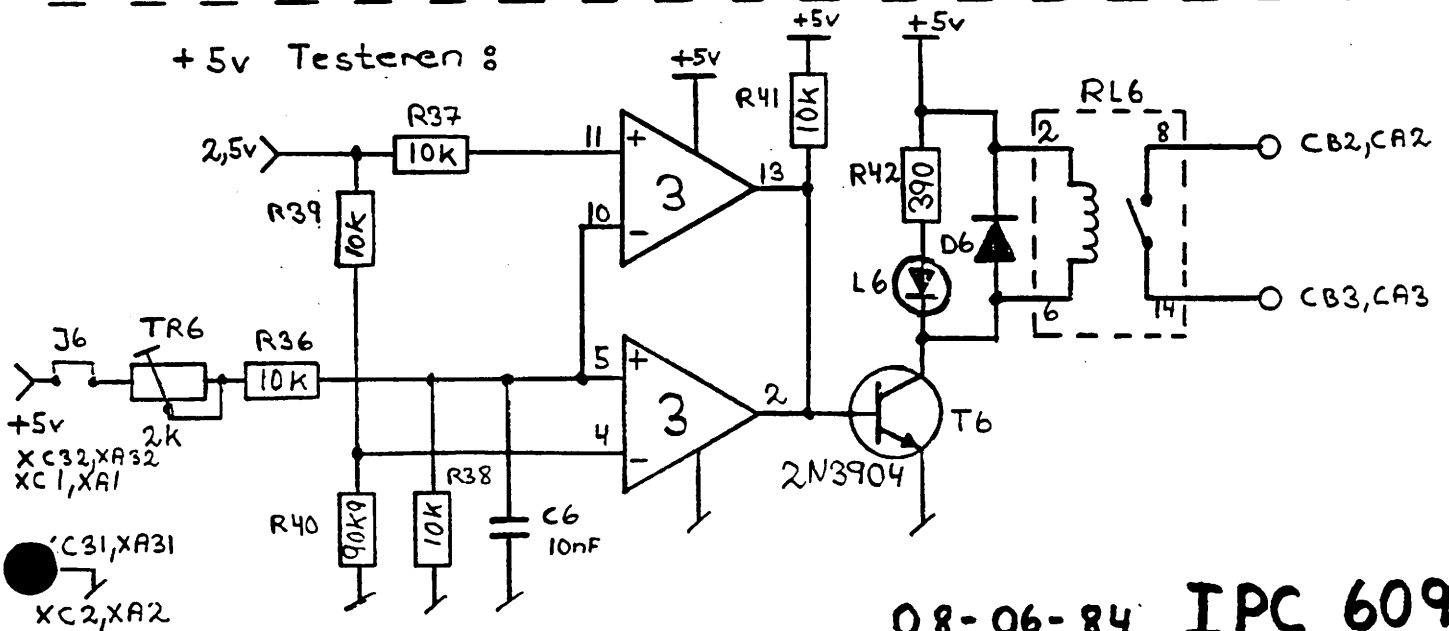 +5v Testeren :
+5v
+5v
+5v
R41
10K
R37
10K
2,5v
11
+
3
13
10
-
R39
10K
R42
390
D6
L6
RL6
2
8
6
14
CB2,CA2
CB3,CA3
J6
TR6
2K
R36
10K
+5v
XC32,XA32
XC1,XA1
5
+
3
2
4
-
T6
2N3904
R38
10K
R40
90K9
C6
10nF
C31,XA31
XC2,XA2
08-06-84 IPC 609